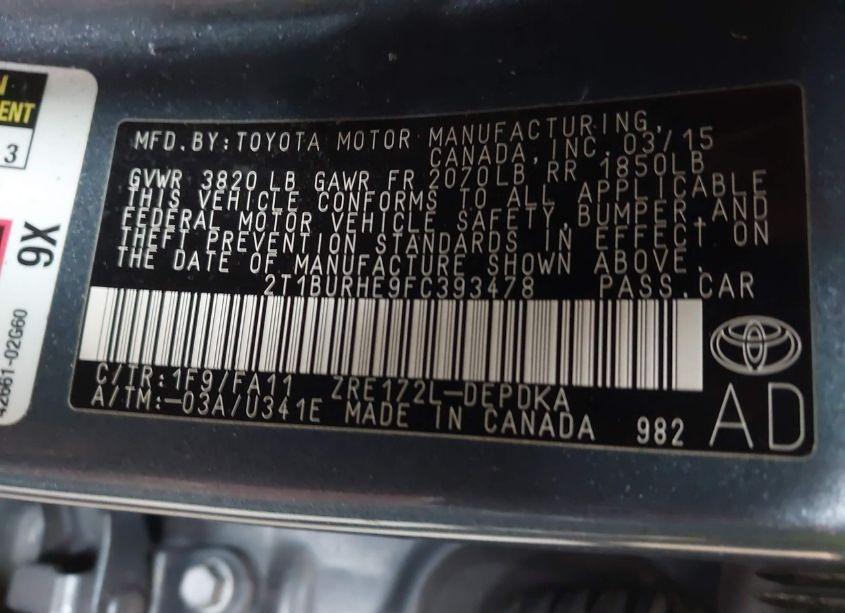 N
ENT
3
9X
42661-02G60
MFD.BY:TOYOTA MOTOR MANUFACTURING,
CANADA, INC. 03/15
GVWR 3820 LB GAWR FR 2070LB RR 1850LB
THIS VEHICLE CONFORMS TO ALL APPLICABLE
FEDERAL MOTOR VEHICLE SAFETY, BUMPER, AND
THEFT PREVENTION STANDARDS IN EFFECT ON
THE DATE OF MANUFACTURE SHOWN ABOVE.
2T1BURHE9FC393478 PASS.CAR
C/TR:1F9/FA11 ZRE172L-DEPDKA
A/TM:-03A/U341E MADE IN CANADA 982
AD